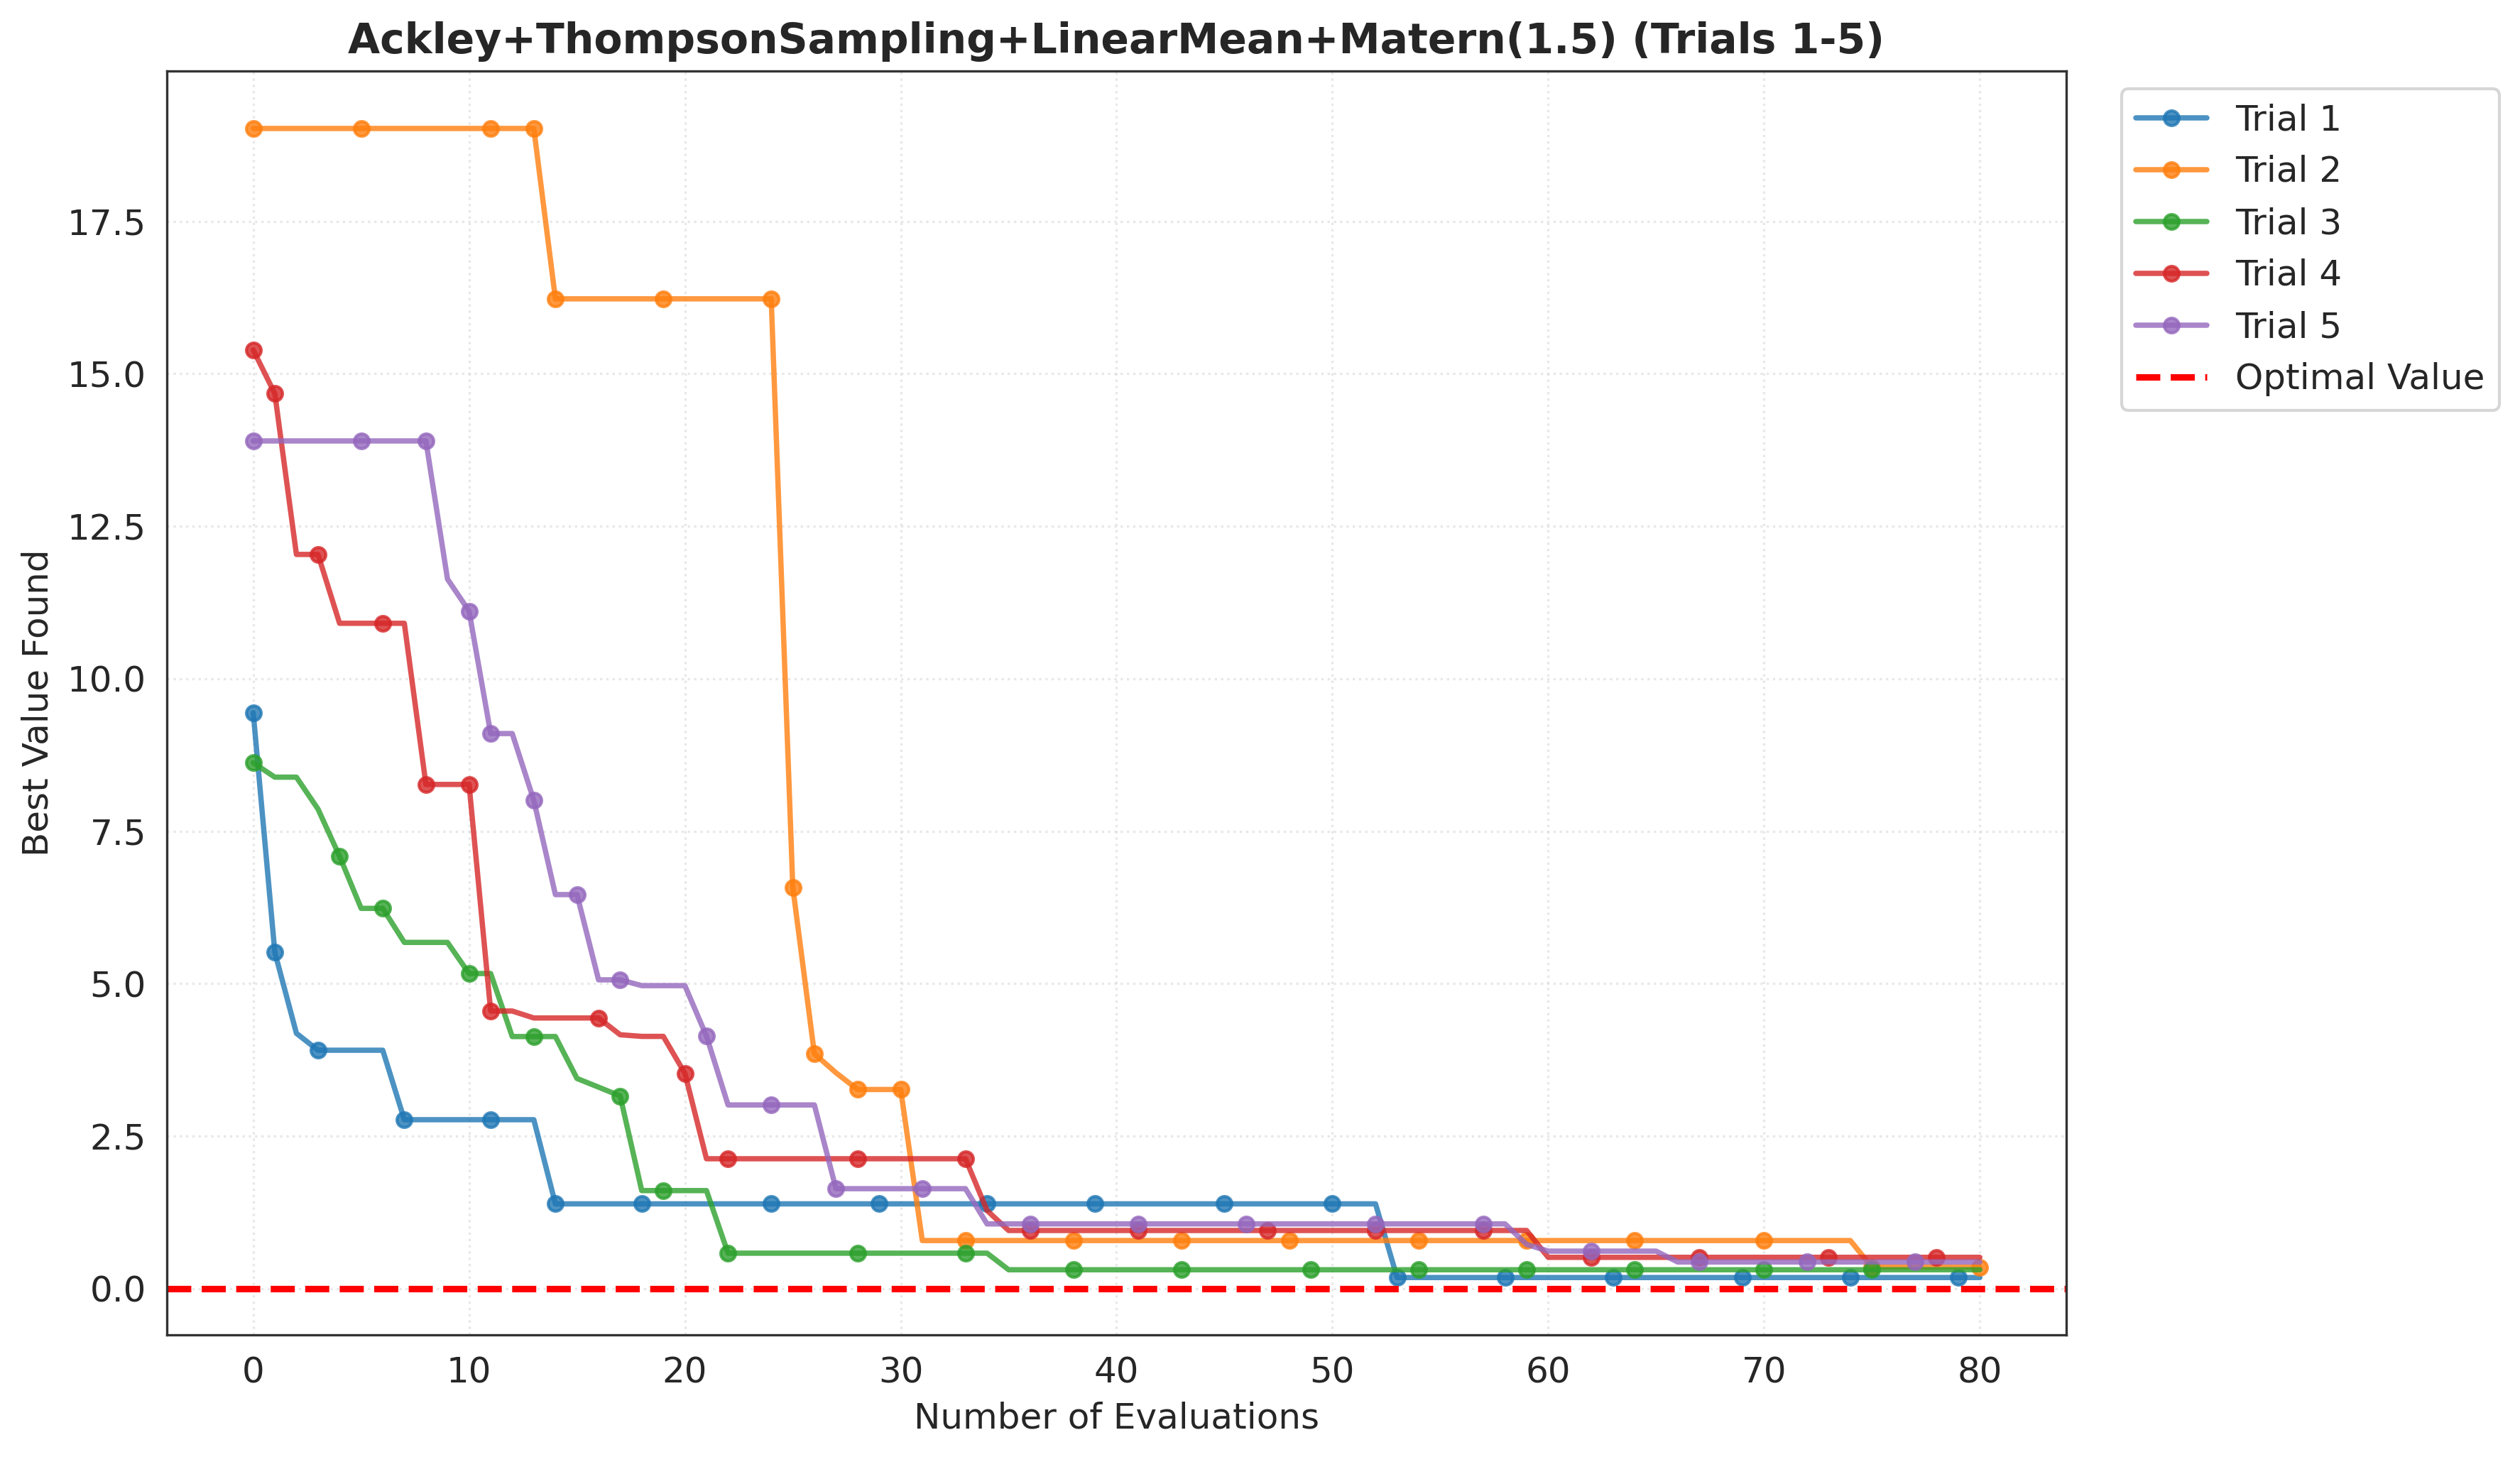 Ackley+ThompsonSampling+LinearMean+Matern(1.5) (Trials 1-5)
Trial 1
Trial 2
Trial 3
Trial 4
Trial 5
Optimal Value
Best Value Found
17.5
15.0
12.5
10.0
7.5
5.0
2.5
0.0
0 10 20 30 40 50 60 70 80
Number of Evaluations